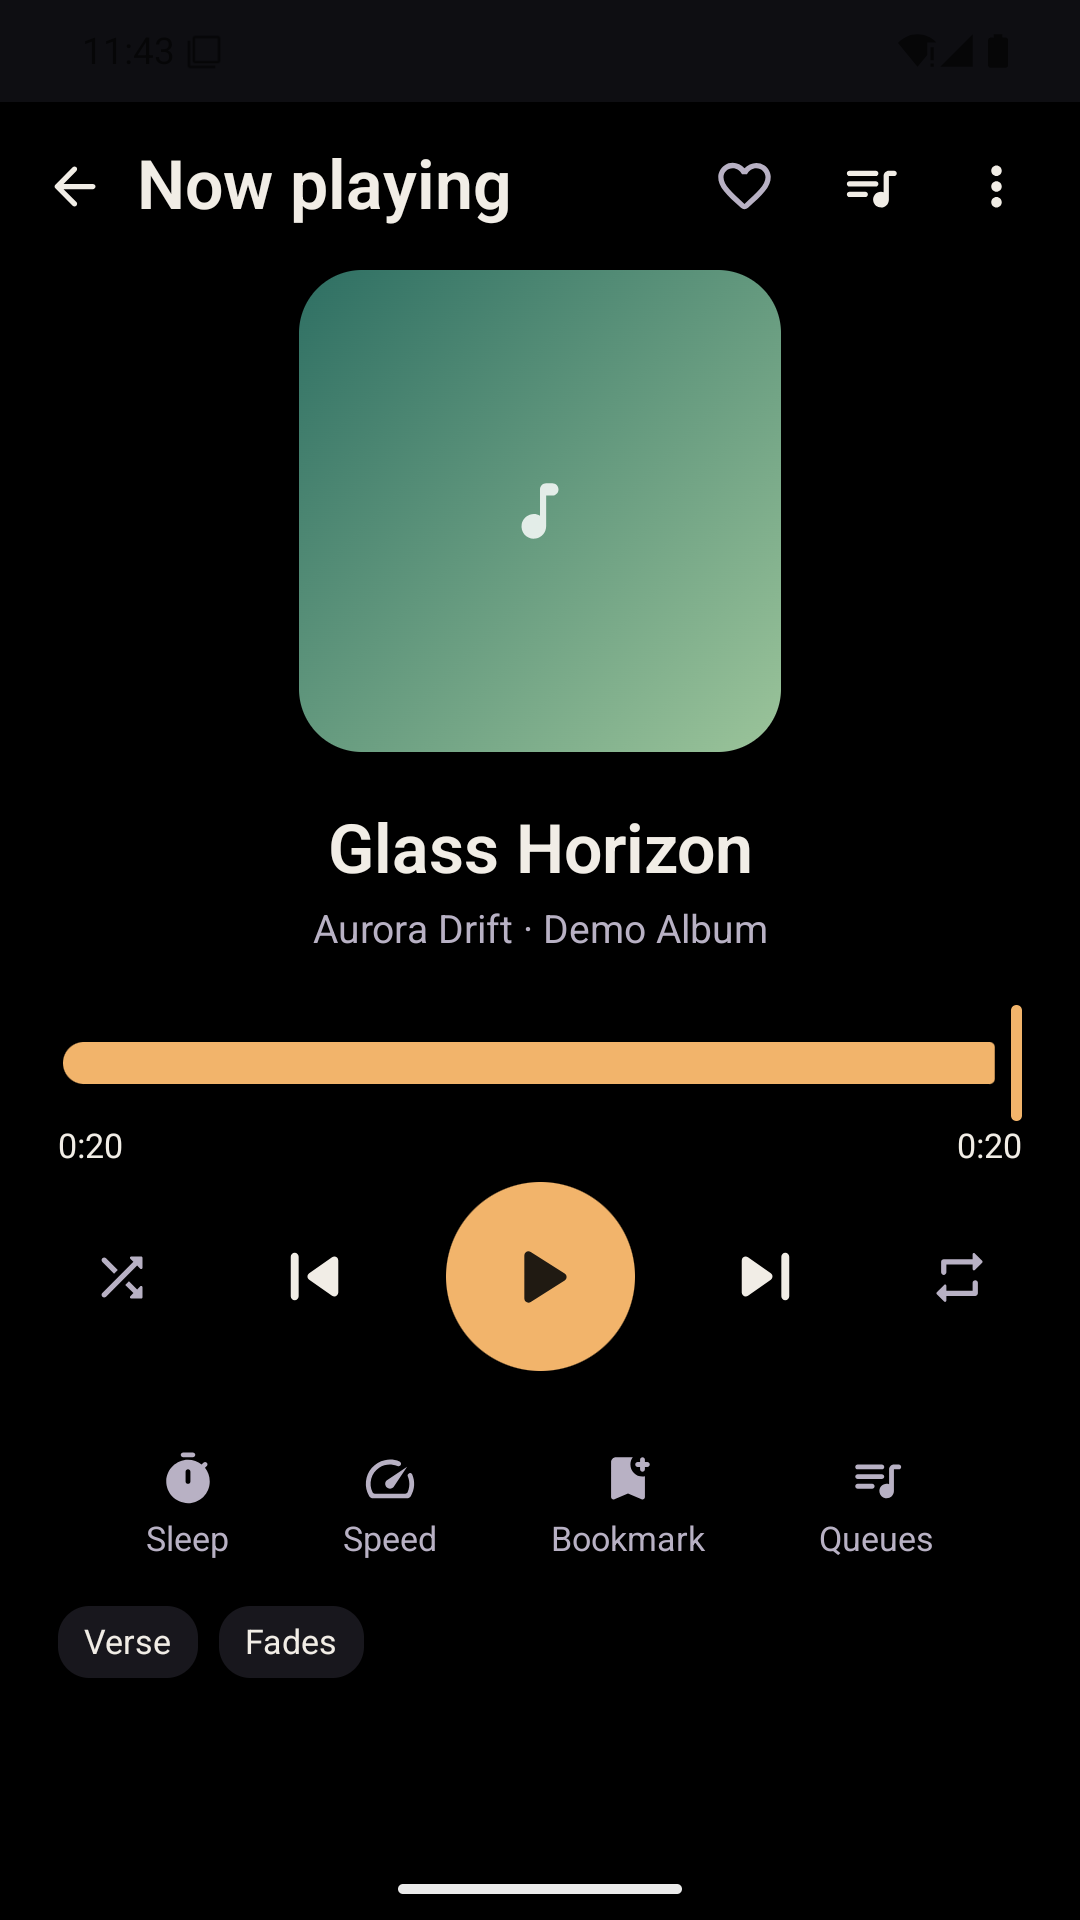 11:43
Now playing
Glass Horizon
Aurora Drift · Demo Album
0:20 0:20
Sleep Speed Bookmark Queues
Verse Fades